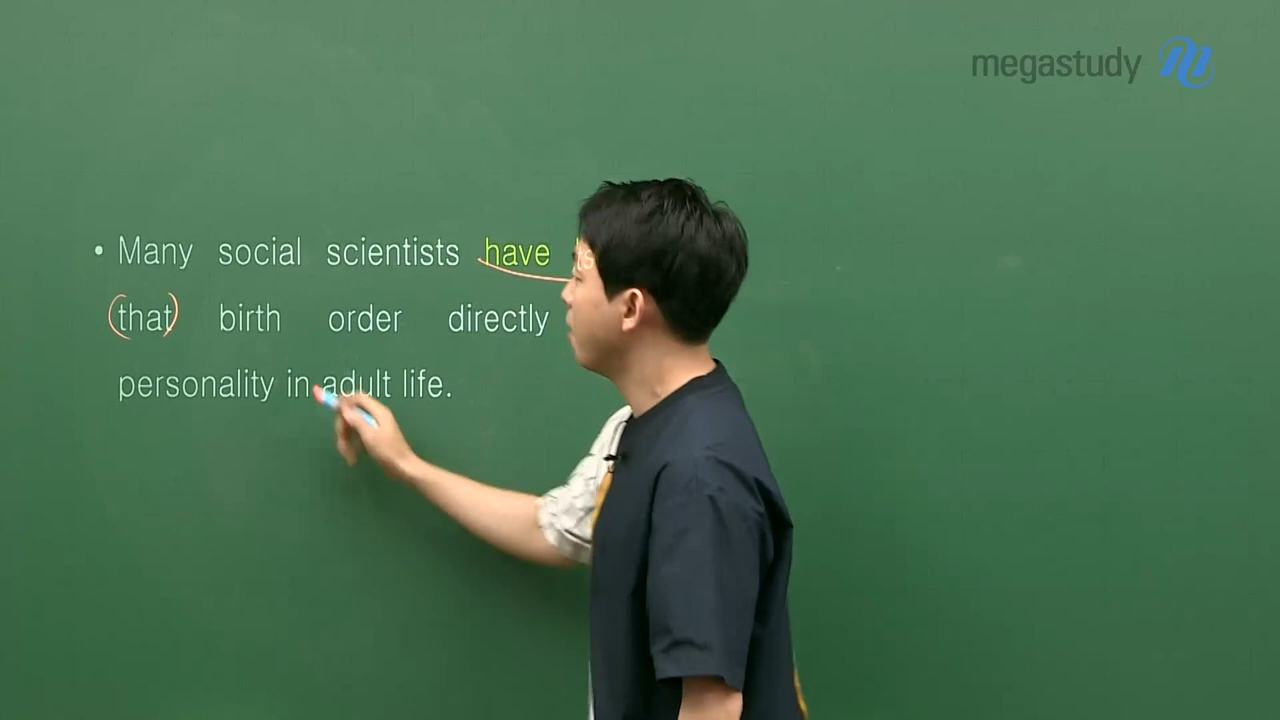 megastudy
• Many social scientists have
that birth order directly
personality in adult life.